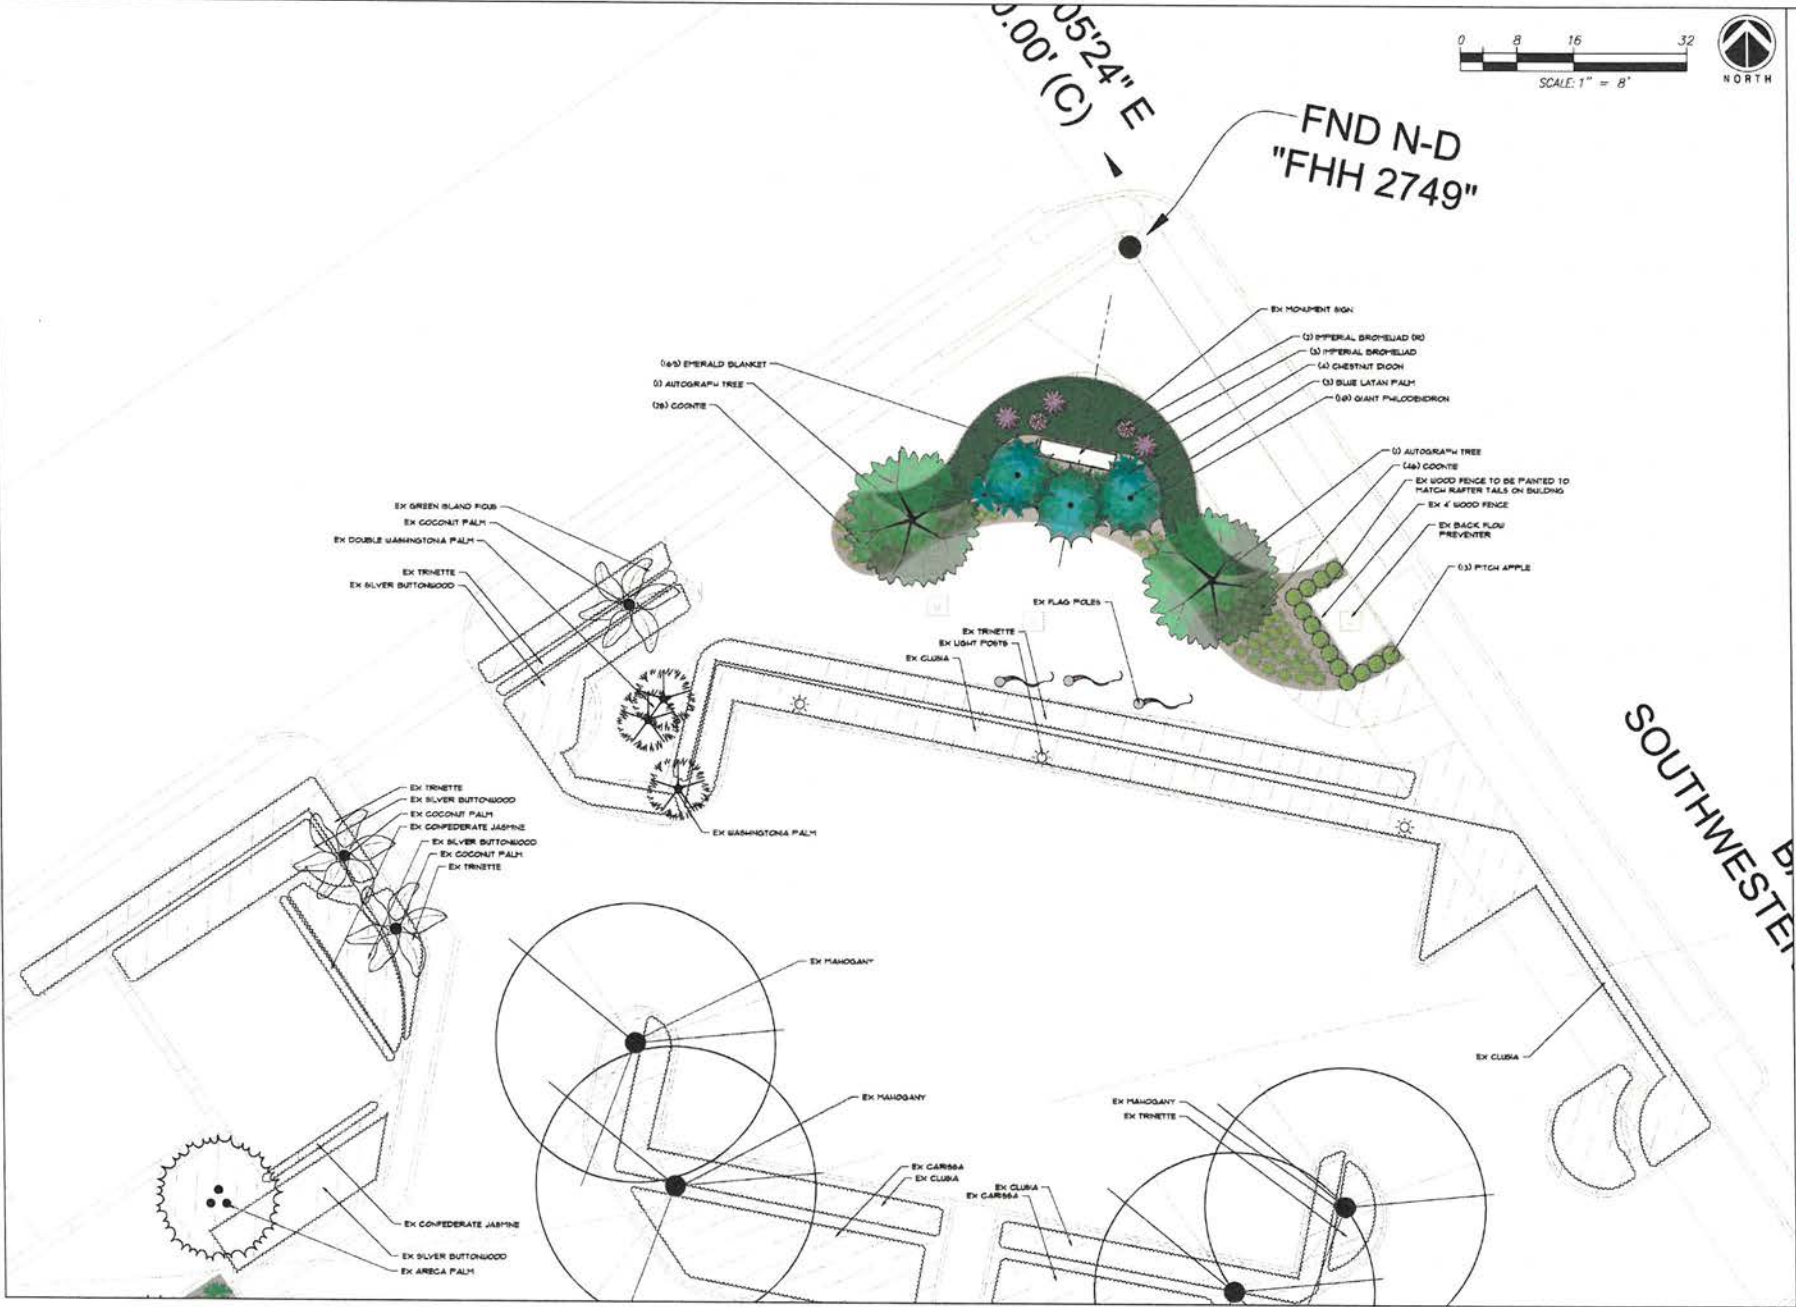 05'24" E
0.00' (C)
0 8 16 32
SCALE: 1" = 8'
NORTH
FND N-D
"FHH 2749"
EX MONUMENT SIGN
(2) IMPERIAL BROMELIAD (R)
(3) IMPERIAL BROMELIAD
(4) CHESTNUT DIOON
(3) BLUE LATAN PALM
(10) GIANT PHILODENDRON
(165) EMERALD BLANKET
(1) AUTOGRAPH TREE
(28) COONTIE
(1) AUTOGRAPH TREE
(46) COONTIE
EX WOOD FENCE TO BE PAINTED TO
MATCH RAFTER TAILS ON BUILDING
EX 4' WOOD FENCE
EX BACK FLOW
PREVENTER
(13) PITCH APPLE
EX GREEN ISLAND FICUS
EX COCONUT PALM
EX DOUBLE WASHINGTONIA PALM
EX TRINETTE
EX SILVER BUTTONWOOD
EX FLAG POLES
EX TRINETTE
EX LIGHT POSTS
EX CLUSIA
EX WASHINGTONIA PALM
EX TRINETTE
EX SILVER BUTTONWOOD
EX COCONUT PALM
EX CONFEDERATE JASMINE
EX SILVER BUTTONWOOD
EX COCONUT PALM
EX TRINETTE
SOUTHWESTE
EX MAHOGANY
EX CLUSIA
EX MAHOGANY
EX MAHOGANY
EX TRINETTE
EX CARISSA
EX CLUSIA
EX CLUSIA
EX CARISSA
EX CONFEDERATE JASMINE
EX SILVER BUTTONWOOD
EX ARECA PALM